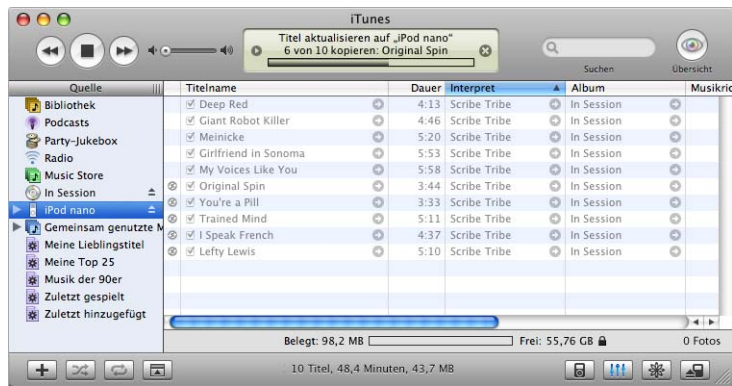 iTunes
Titel aktualisieren auf „iPod nano“
6 von 10 kopieren: Original Spin
Suchen
Übersicht
Quelle
Titelname Dauer Interpret Album Musikric
Bibliothek
Podcasts
Party-Jukebox
Radio
Music Store
In Session
iPod nano
Gemeinsam genutzte M
Meine Lieblingstitel
Meine Top 25
Musik der 90er
Zuletzt gespielt
Zuletzt hinzugefügt
Deep Red 4:13 Scribe Tribe In Session
Giant Robot Killer 4:46 Scribe Tribe In Session
Meinicke 5:20 Scribe Tribe In Session
Girlfriend in Sonoma 5:53 Scribe Tribe In Session
My Voices Like You 5:58 Scribe Tribe In Session
Original Spin 3:44 Scribe Tribe In Session
You're a Pill 3:33 Scribe Tribe In Session
Trained Mind 5:11 Scribe Tribe In Session
I Speak French 4:37 Scribe Tribe In Session
Lefty Lewis 5:10 Scribe Tribe In Session
Belegt: 98,2 MB Frei: 55,76 GB 0 Fotos
10 Titel, 48,4 Minuten, 43,7 MB